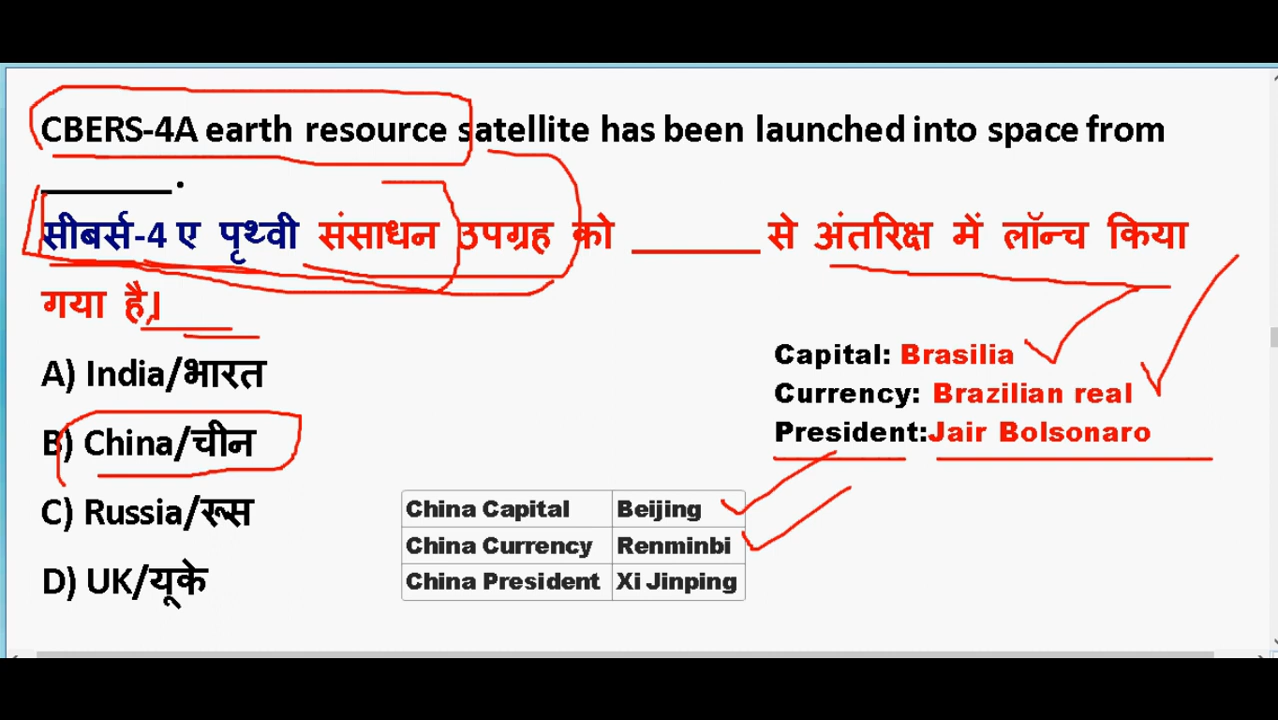 CBERS-4A earth resource satellite has been launched into space from
________.
सीबर्स-4 ए पृथ्वी संसाधन उपग्रह को ________ से अंतरिक्ष में लॉन्च किया
गया है।
A) India/भारत
B) China/चीन
C) Russia/रूस
D) UK/यूके
Capital: Brasilia
Currency: Brazilian real
President:Jair Bolsonaro
China Capital Beijing
China Currency Renminbi
China President Xi Jinping